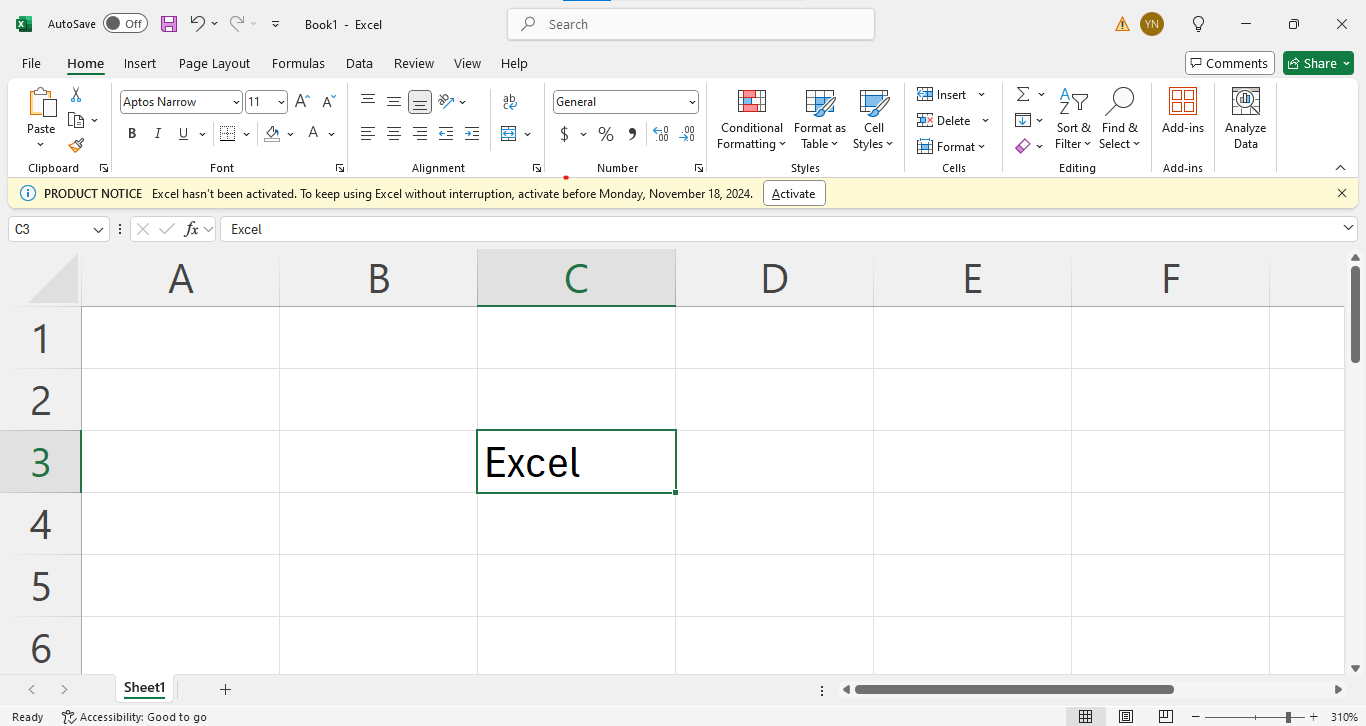 AutoSave Off Book1 - Excel Search YN
File Home Insert Page Layout Formulas Data Review View Help Comments Share
Aptos Narrow 11 ab General Insert
Paste Conditional Format as Cell Delete Sort & Find & Add-ins Analyze
B I U A $ % Formatting Table Styles Format Filter Select Data
Clipboard Font Alignment Number Styles Cells Editing Add-ins
PRODUCT NOTICE Excel hasn't been activated. To keep using Excel without interruption, activate before Monday, November 18, 2024. Activate
C3 fx Excel
A B C D E F
1
2
3 Excel
4
5
6
Sheet1
Ready Accessibility: Good to go 310%